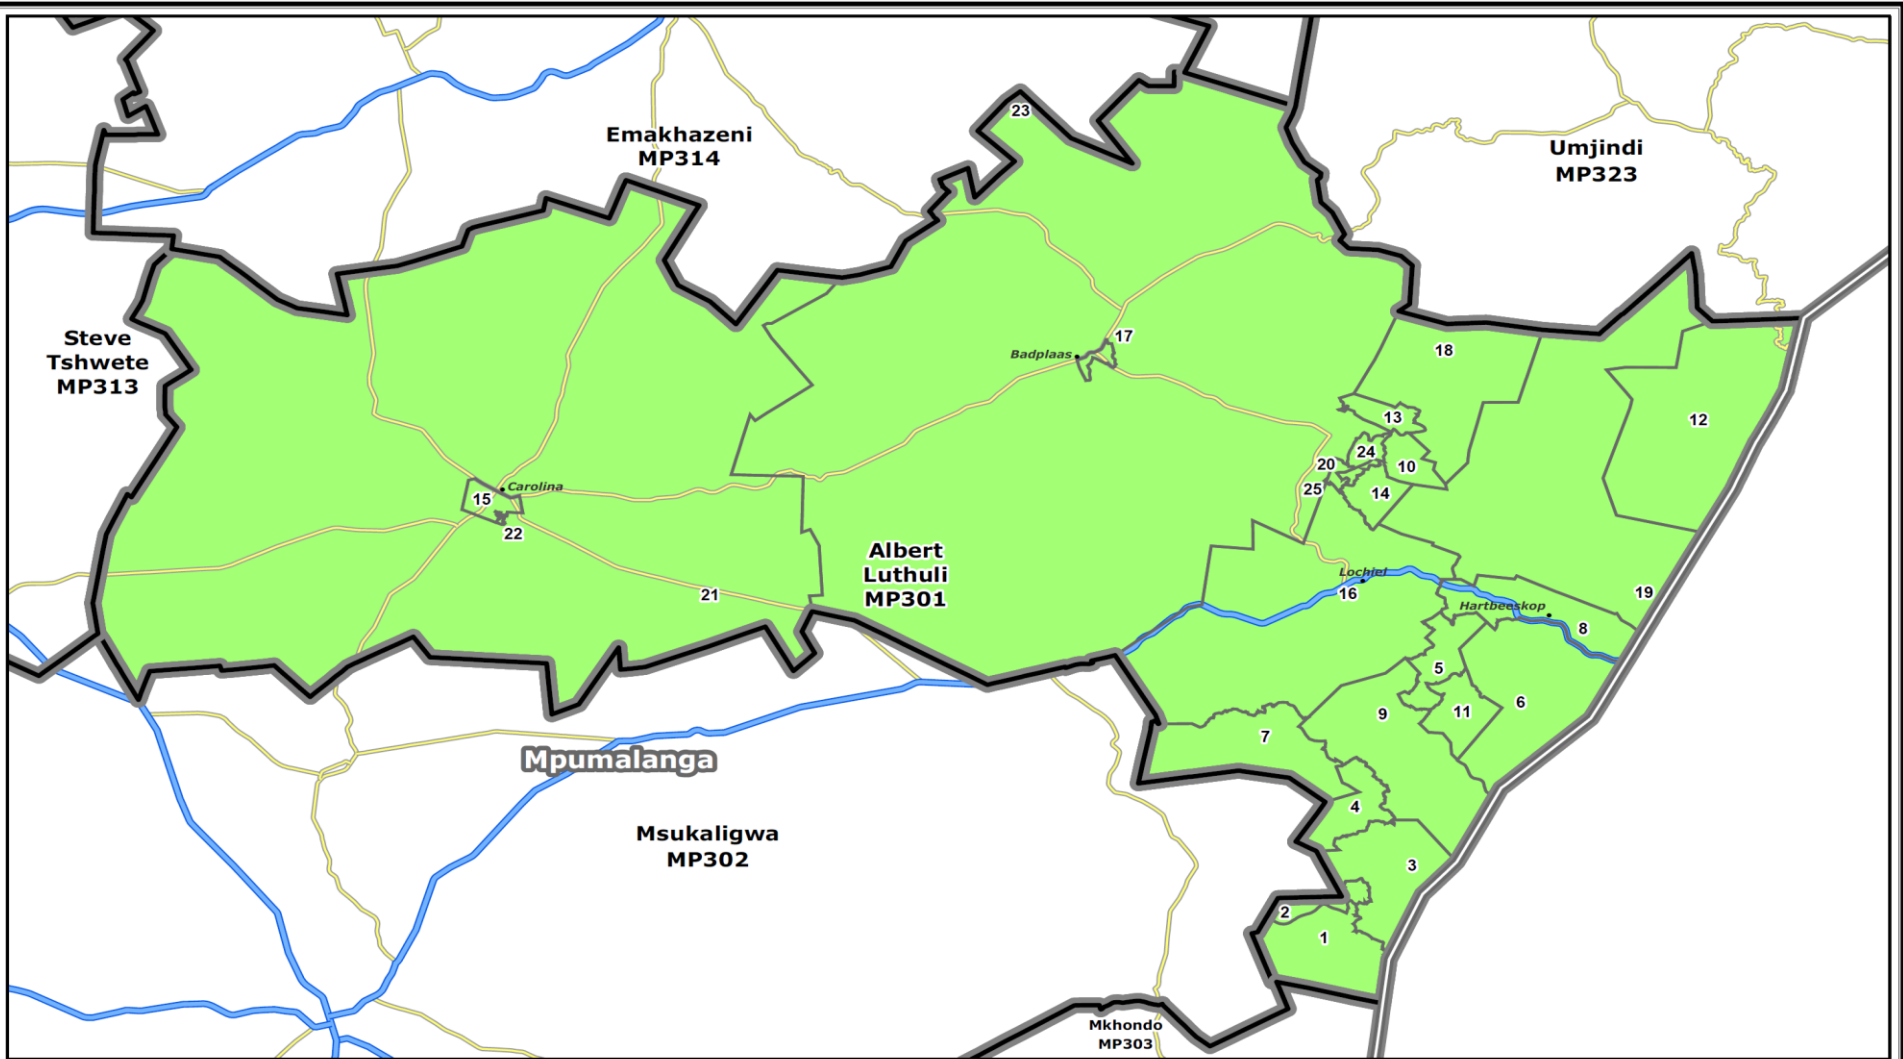 23
Emakhazeni
MP314
Umjindi
MP323
Steve
Tshwete
MP313
17
Badplaas
18
13
12
24
20
10
Carolina
15
25
14
22
Albert
Luthuli
MP301
Lochiel
21
16
19
Hartbeeskop
8
5
6
9
11
7
Mpumalanga
4
Msukaligwa
MP302
3
2
1
Mkhondo
MP303